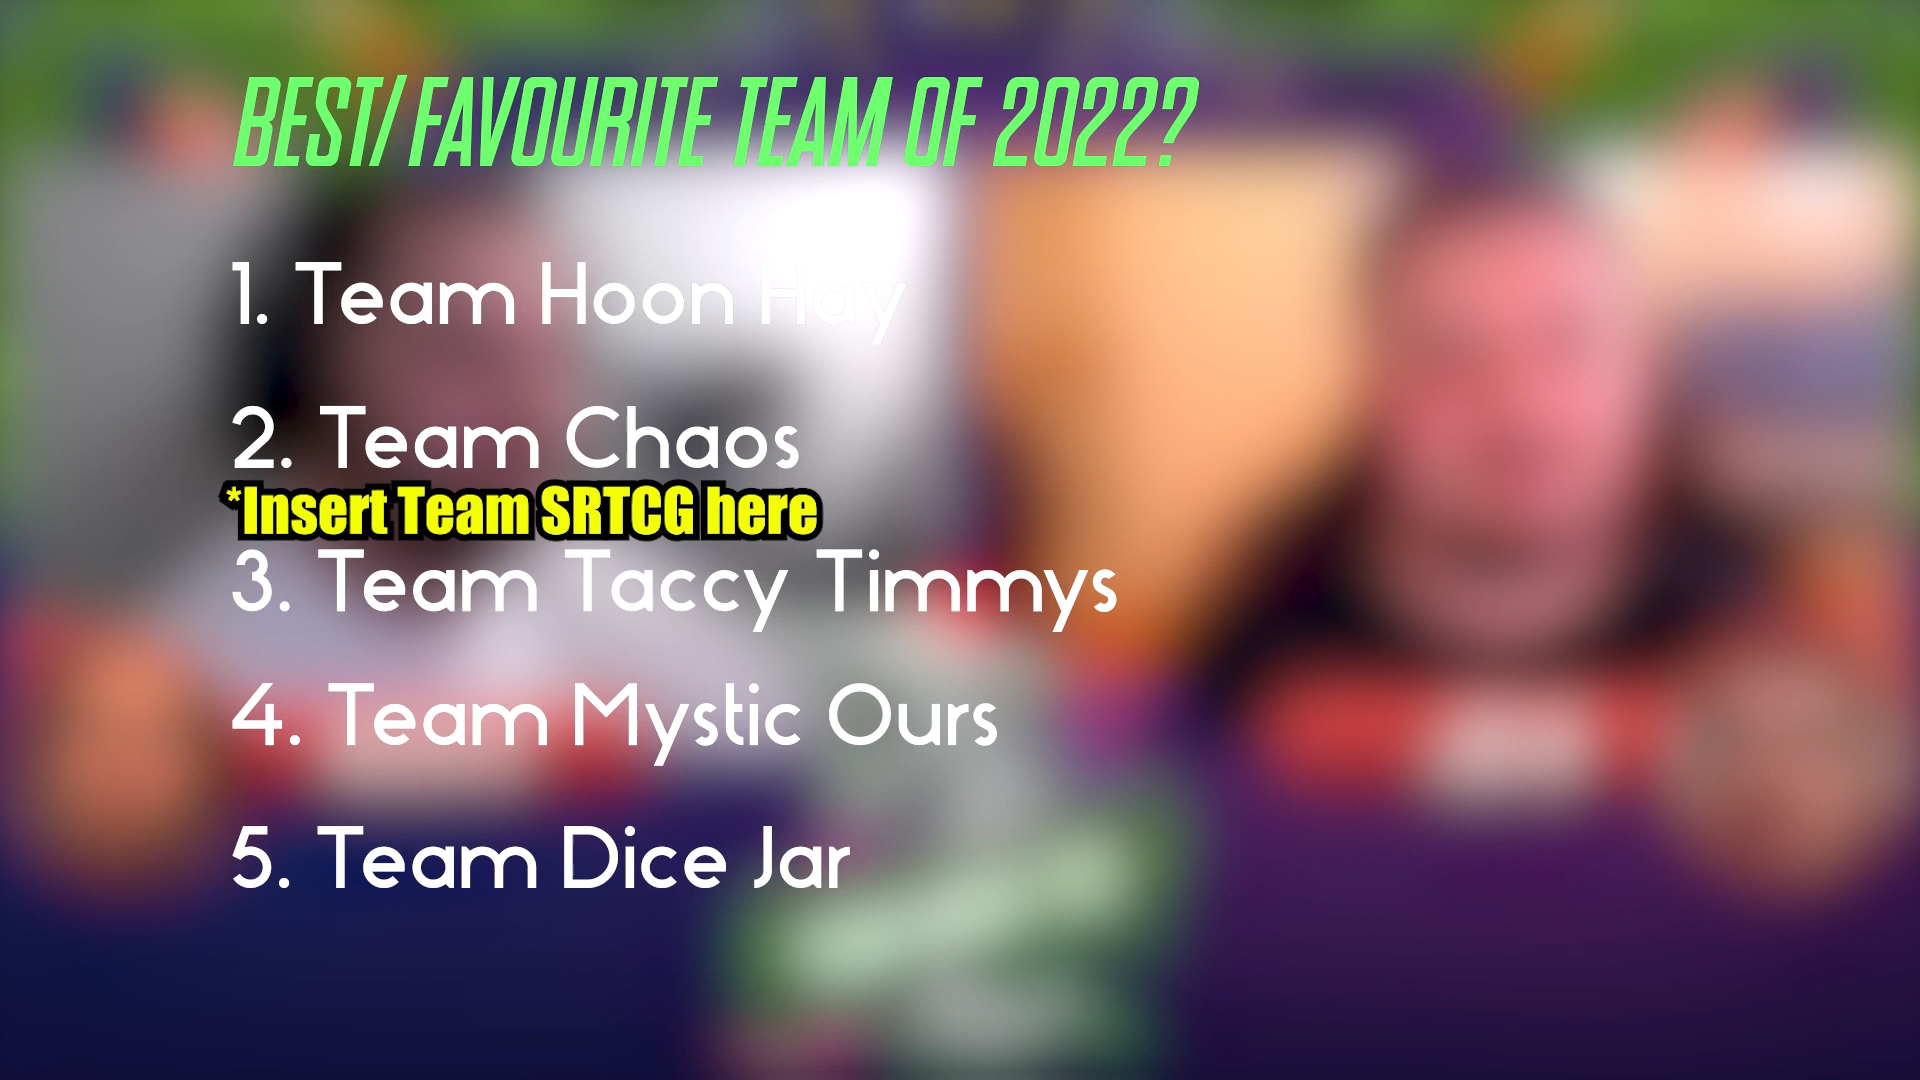 BEST/ FAVOURITE TEAM OF 2022?
1. Team Hoon Hay
2. Team Chaos
*Insert Team SRTCG here
3. Team Taccy Timmys
4. Team Mystic Ours
5. Team Dice Jar